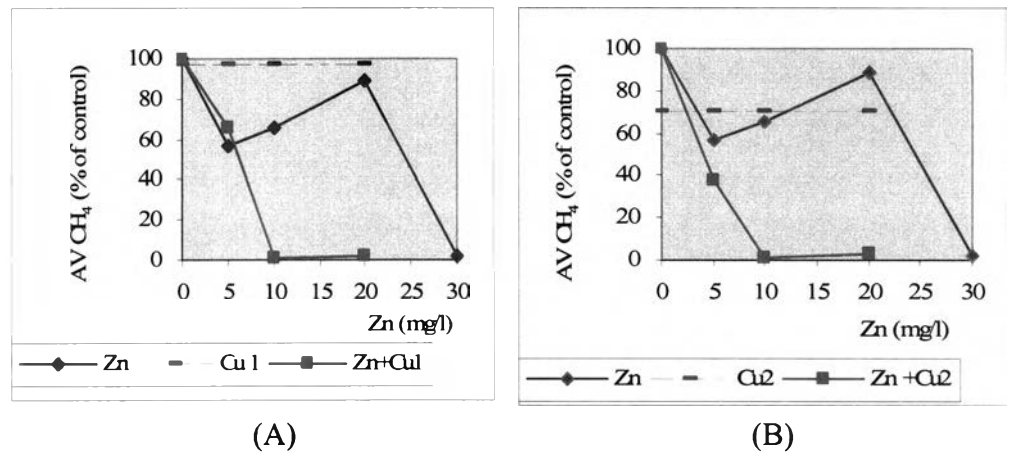 AV CH4 (% of control)
100
80
60
40
20
0
0 5 10 15 20 30
Zn (mg/l)
Zn Cu 1 Zn+Cu1
(A)
AV CH4 (% of control)
100
80
60
40
20
0
0 5 10 15 20 30
Zn (mg/l)
Zn Cu2 Zn +Cu2
(B)